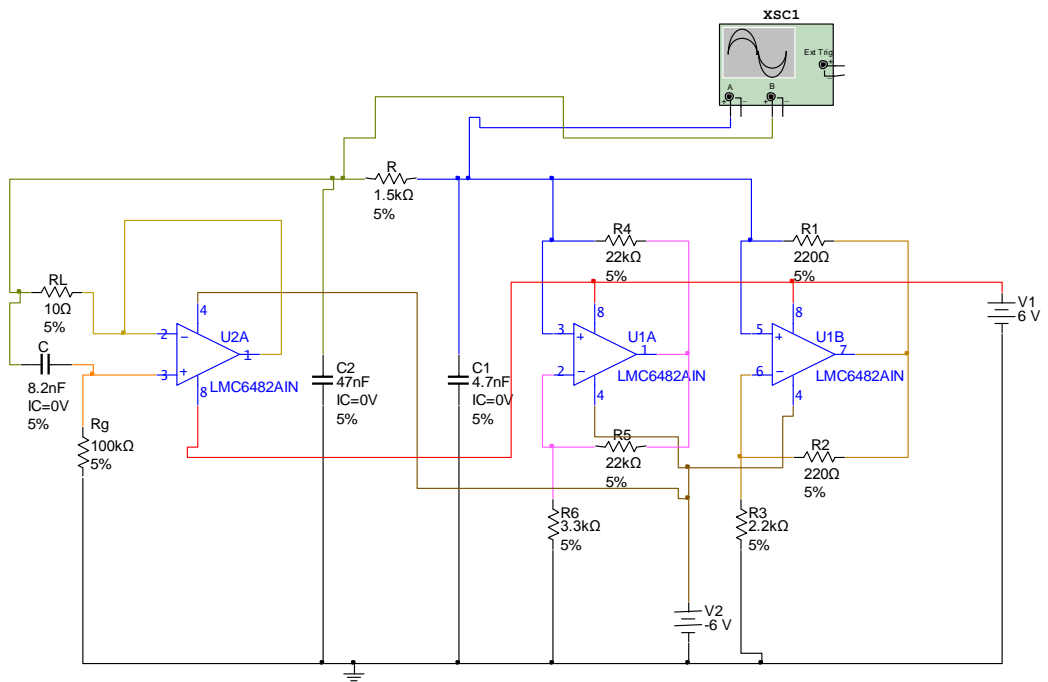 XSC1
Ext Trig
+
−
A
B
+
−
+
−
R
1.5kΩ
5%
R4
22kΩ
5%
R1
220Ω
5%
V1
6 V
RL
10Ω
5%
4
U2A
2
−
1
3
+
LMC6482AIN
8
C
8.2nF
IC=0V
5%
Rg
100kΩ
5%
C2
47nF
IC=0V
5%
C1
4.7nF
IC=0V
5%
8
U1A
3
+
1
2
−
LMC6482AIN
4
8
U1B
5
+
7
6
−
LMC6482AIN
4
R5
22kΩ
5%
R2
220Ω
5%
R6
3.3kΩ
5%
R3
2.2kΩ
5%
V2
-6 V